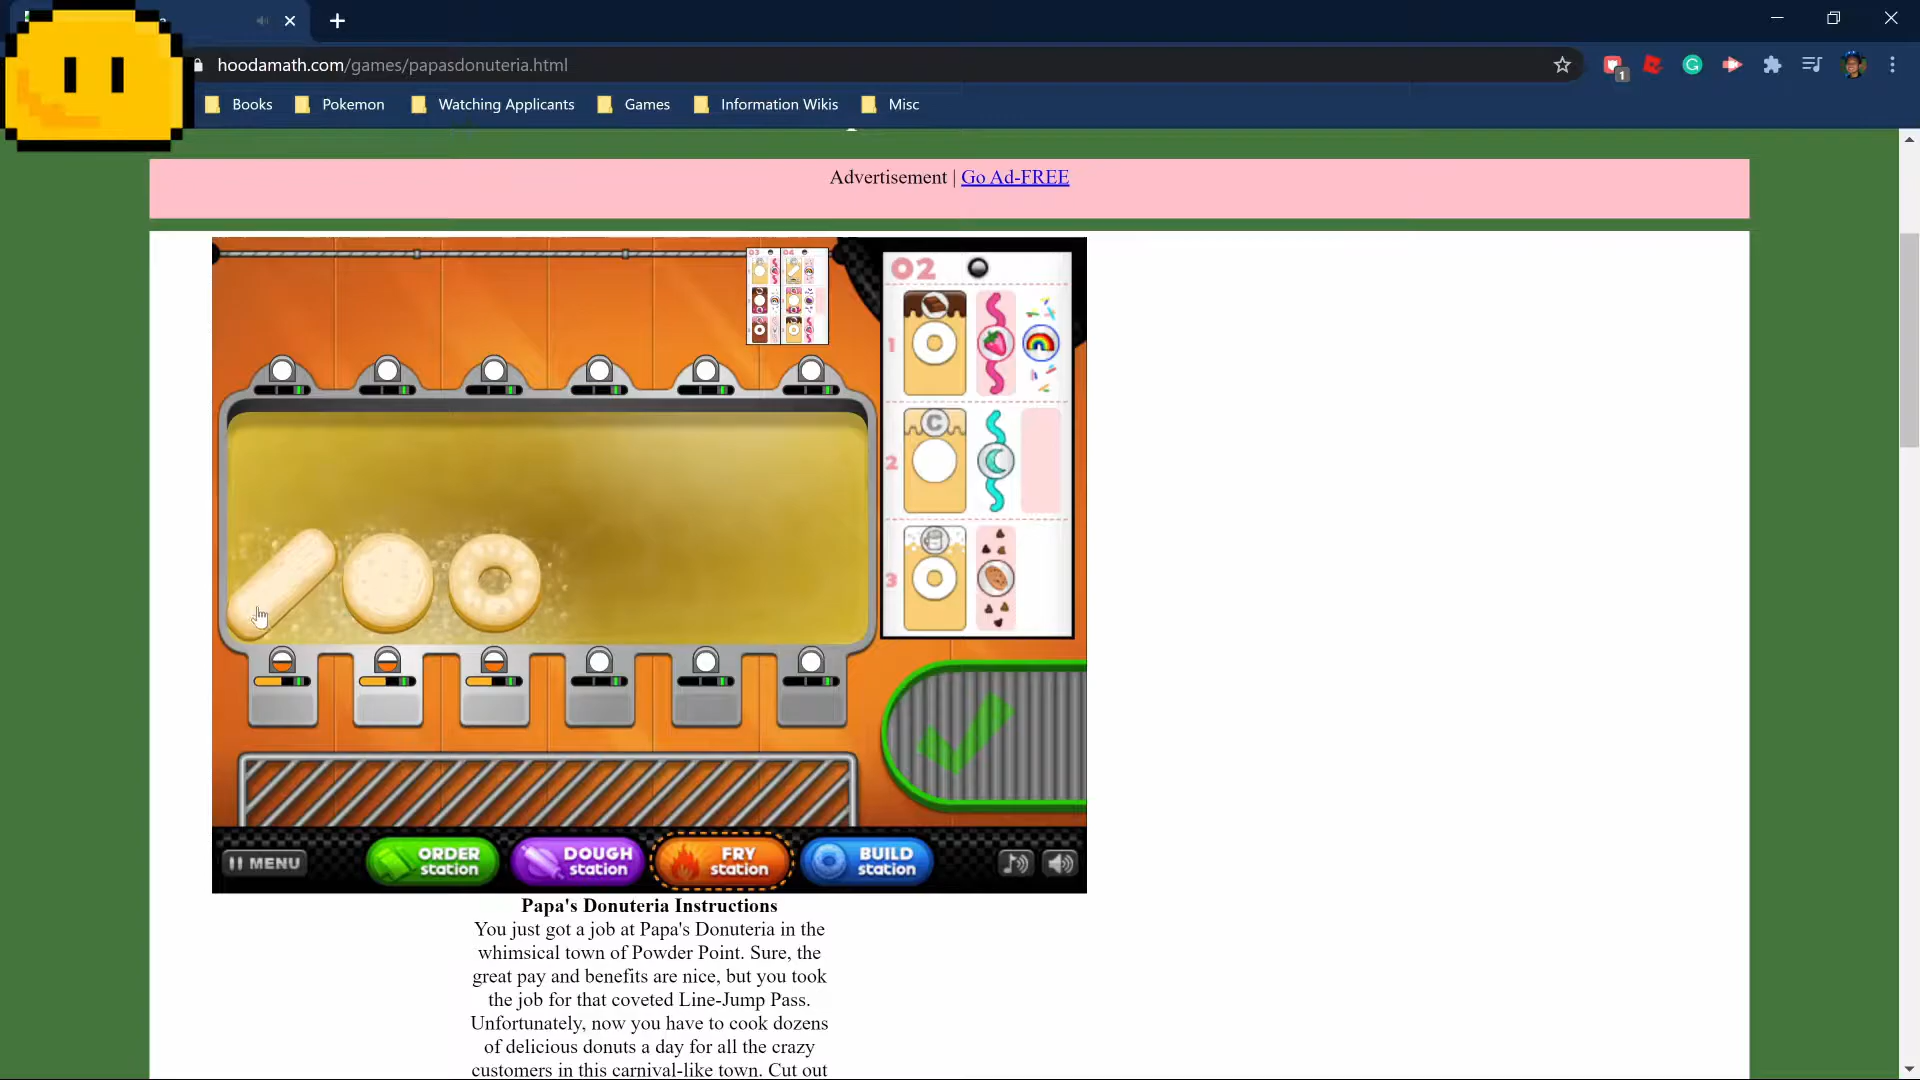 hoodamath.com/games/papasdonuteria.html
1
Books
Pokemon
Watching Applicants
Games
Information Wikis
Misc
Advertisement | Go Ad-FREE
03
04
02
1
C
2
3
MENU
ORDER station
DOUGH station
FRY station
BUILD station
Papa's Donuteria Instructions
You just got a job at Papa's Donuteria in the
whimsical town of Powder Point. Sure, the
great pay and benefits are nice, but you took
the job for that coveted Line-Jump Pass.
Unfortunately, now you have to cook dozens
of delicious donuts a day for all the crazy
customers in this carnival-like town. Cut out